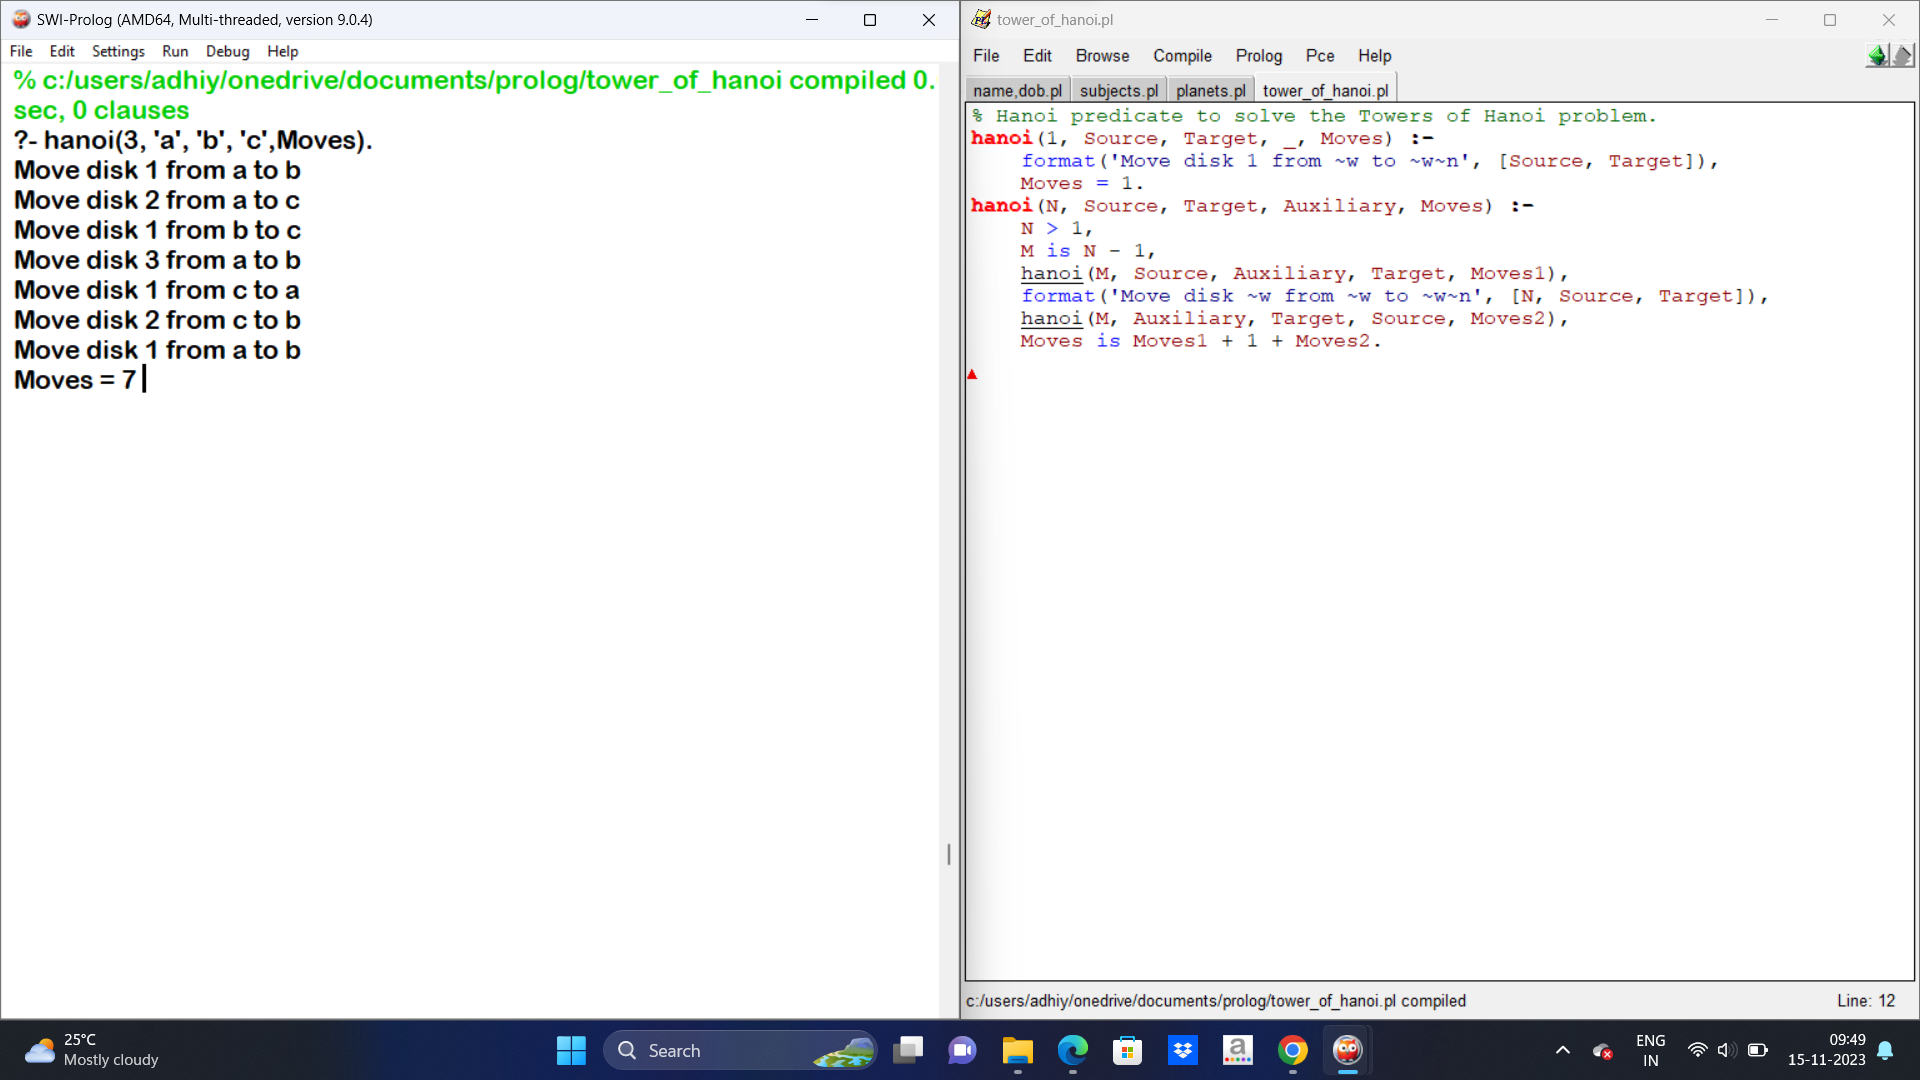 SWI-Prolog (AMD64, Multi-threaded, version 9.0.4)
File Edit Settings Run Debug Help
% c:/users/adhiy/onedrive/documents/prolog/tower_of_hanoi compiled 0.
sec, 0 clauses
?- hanoi(3, 'a', 'b', 'c',Moves).
Move disk 1 from a to b
Move disk 2 from a to c
Move disk 1 from b to c
Move disk 3 from a to b
Move disk 1 from c to a
Move disk 2 from c to b
Move disk 1 from a to b
Moves = 7
tower_of_hanoi.pl
File Edit Browse Compile Prolog Pce Help
name,dob.pl subjects.pl planets.pl tower_of_hanoi.pl
% Hanoi predicate to solve the Towers of Hanoi problem.
hanoi(1, Source, Target, _, Moves) :-
    format('Move disk 1 from ~w to ~w~n', [Source, Target]),
    Moves = 1.
hanoi(N, Source, Target, Auxiliary, Moves) :-
    N > 1,
    M is N - 1,
    hanoi(M, Source, Auxiliary, Target, Moves1),
    format('Move disk ~w from ~w to ~w~n', [N, Source, Target]),
    hanoi(M, Auxiliary, Target, Source, Moves2),
    Moves is Moves1 + 1 + Moves2.
c:/users/adhiy/onedrive/documents/prolog/tower_of_hanoi.pl compiled
Line: 12
25°C
Mostly cloudy
Search
a
ENG
IN
09:49
15-11-2023